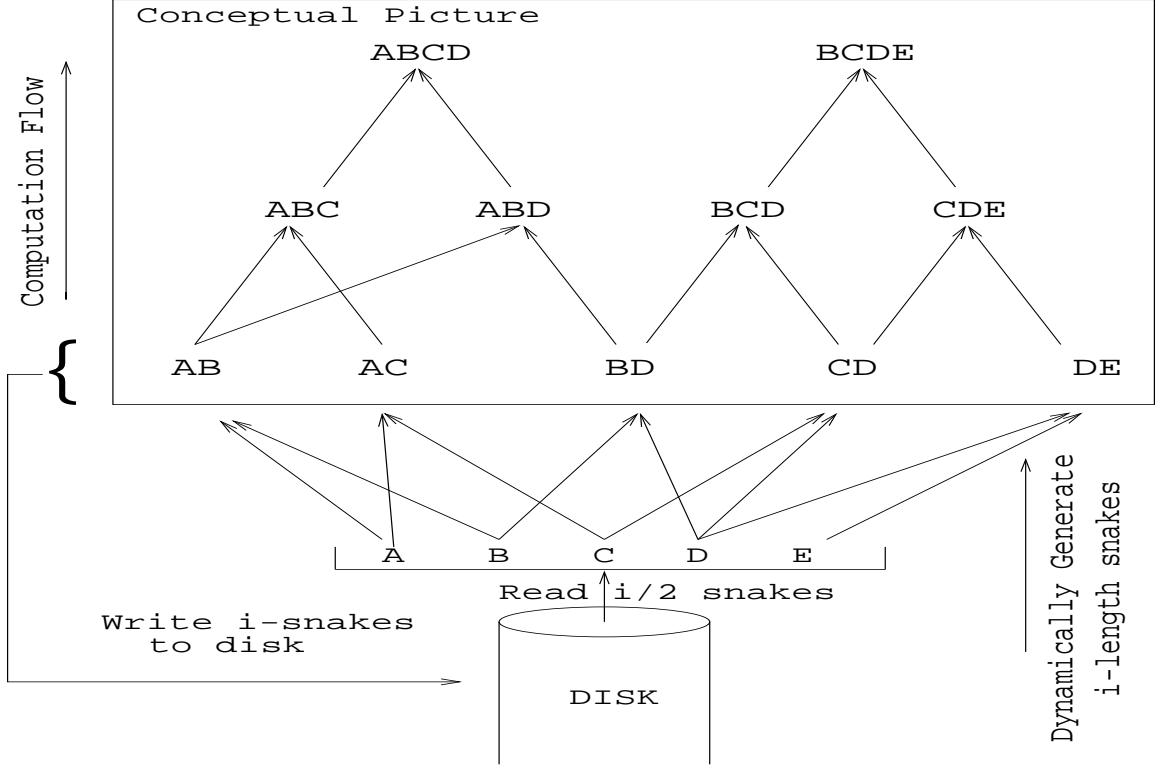 Conceptual Picture
ABCD BCDE
Computation Flow
ABC ABD BCD CDE
{
AB AC BD CD DE
A B C D E
Read i/2 snakes
Dynamically Generate
i-length snakes
Write i-snakes
to disk
DISK